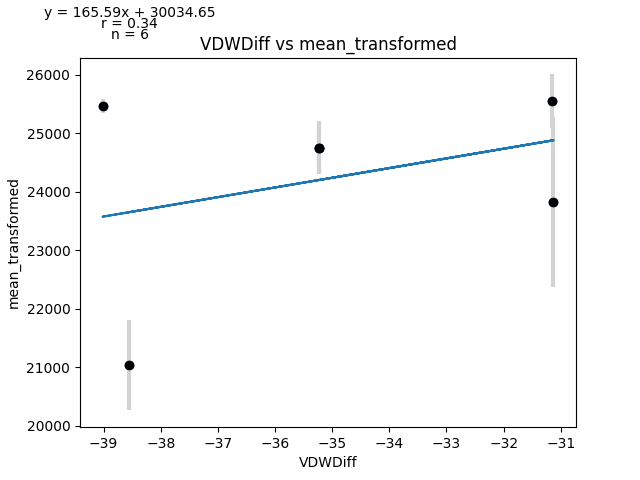 y = 165.59x + 30034.65
r = 0.34
n = 6
VDWDiff vs mean_transformed
26000
25000
24000
23000
22000
21000
20000
mean_transformed
−39 −38 −37 −36 −35 −34 −33 −32 −31
VDWDiff